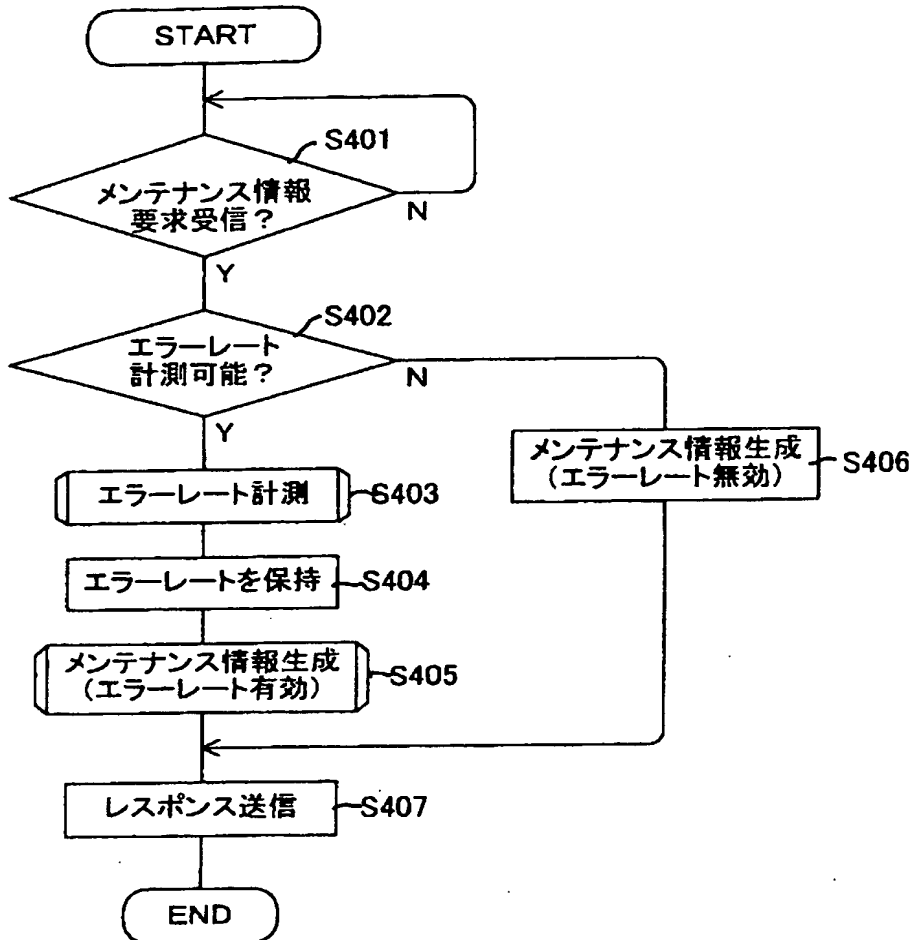 START
S401
メンテナンス情報
要求受信？
N
Y
S402
エラーレート
計測可能？
N
Y
メンテナンス情報生成
(エラーレート無効)
S406
エラーレート計測
S403
エラーレートを保持
S404
メンテナンス情報生成
(エラーレート有効)
S405
レスポンス送信
S407
END